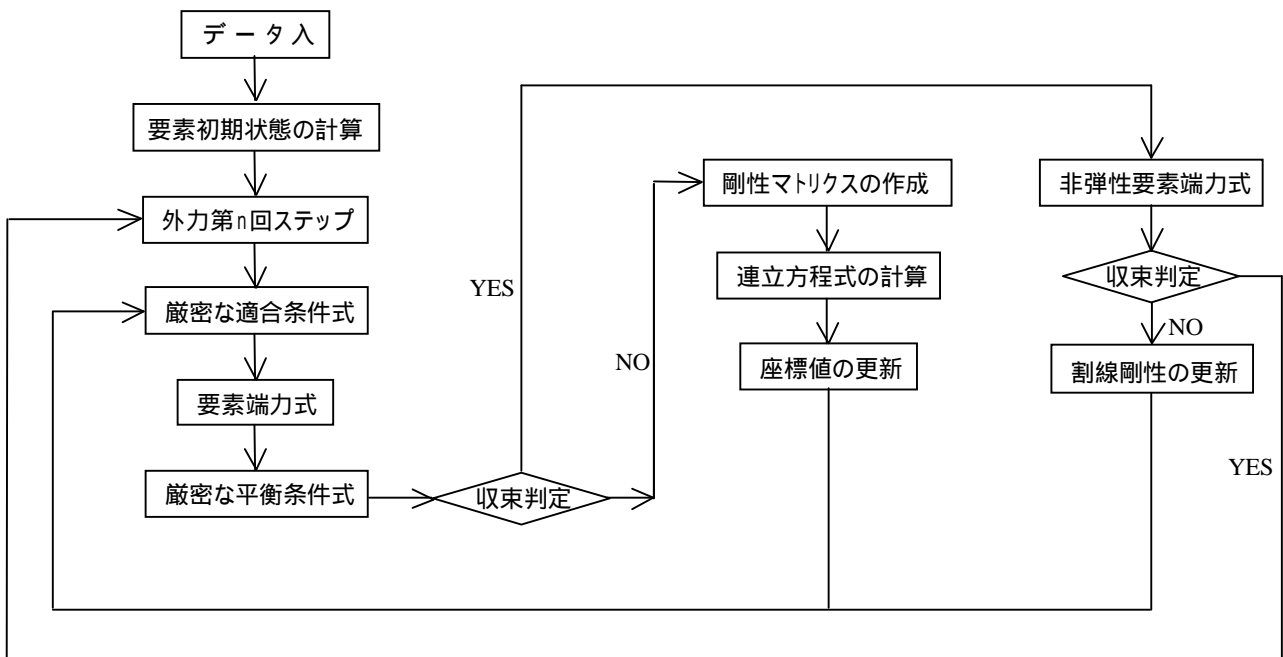 データ入
要素初期状態の計算
外力第n回ステップ
厳密な適合条件式
要素端力式
厳密な平衡条件式
収束判定
YES
NO
剛性マトリクスの作成
連立方程式の計算
座標値の更新
非弾性要素端力式
収束判定
NO
YES
割線剛性の更新